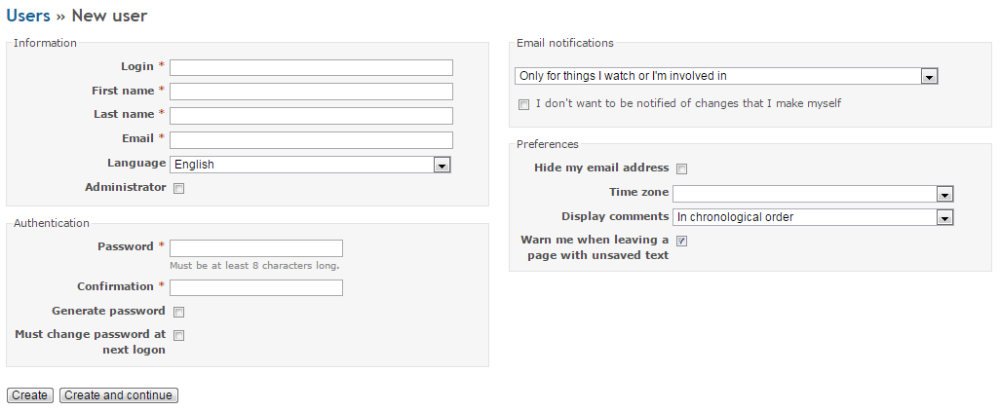 Users » New user
Information
Login *
First name *
Last name *
Email *
Language English
Administrator
Authentication
Password *
Must be at least 8 characters long.
Confirmation *
Generate password
Must change password at
next logon
Create Create and continue
Email notifications
Only for things I watch or I'm involved in
I don't want to be notified of changes that I make myself
Preferences
Hide my email address
Time zone
Display comments In chronological order
Warn me when leaving a
page with unsaved text